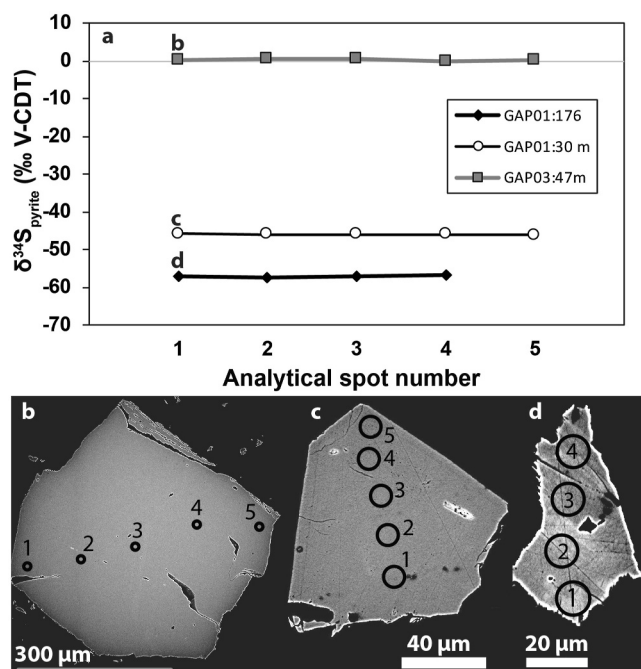 10
0
-10
-20
-30
-40
-50
-60
-70
δ34Spyrite (‰ V-CDT)
a
b
c
d
GAP01:176
GAP01:30 m
GAP03:47m
1 2 3 4 5
Analytical spot number
b
1 2 3 4 5
300 µm
c
5
4
3
2
1
40 µm
d
4
3
2
1
20 µm